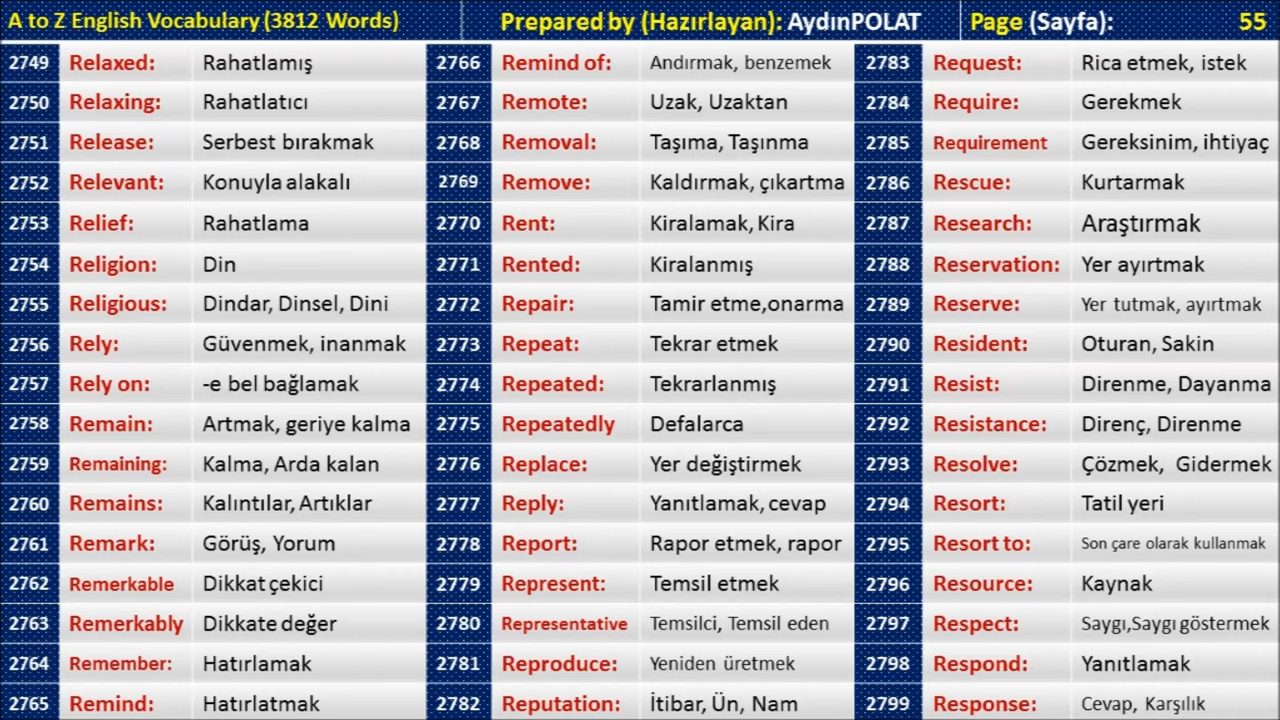 A to Z English Vocabulary (3812 Words) Prepared by (Hazırlayan): AydınPOLAT Page (Sayfa): 55
2749 Relaxed: Rahatlamış 2766 Remind of: Andırmak, benzemek 2783 Request: Rica etmek, istek
2750 Relaxing: Rahatlatıcı 2767 Remote: Uzak, Uzaktan 2784 Require: Gerekmek
2751 Release: Serbest bırakmak 2768 Removal: Taşıma, Taşınma 2785 Requirement Gereksinim, ihtiyaç
2752 Relevant: Konuyla alakalı 2769 Remove: Kaldırmak, çıkartma 2786 Rescue: Kurtarmak
2753 Relief: Rahatlama 2770 Rent: Kiralamak, Kira 2787 Research: Araştırmak
2754 Religion: Din 2771 Rented: Kiralanmış 2788 Reservation: Yer ayırtmak
2755 Religious: Dindar, Dinsel, Dini 2772 Repair: Tamir etme,onarma 2789 Reserve: Yer tutmak, ayırtmak
2756 Rely: Güvenmek, inanmak 2773 Repeat: Tekrar etmek 2790 Resident: Oturan, Sakin
2757 Rely on: -e bel bağlamak 2774 Repeated: Tekrarlanmış 2791 Resist: Direnme, Dayanma
2758 Remain: Artmak, geriye kalma 2775 Repeatedly Defalarca 2792 Resistance: Direnç, Direnme
2759 Remaining: Kalma, Arda kalan 2776 Replace: Yer değiştirmek 2793 Resolve: Çözmek, Gidermek
2760 Remains: Kalıntılar, Artıklar 2777 Reply: Yanıtlamak, cevap 2794 Resort: Tatil yeri
2761 Remark: Görüş, Yorum 2778 Report: Rapor etmek, rapor 2795 Resort to: Son çare olarak kullanmak
2762 Remerkable Dikkat çekici 2779 Represent: Temsil etmek 2796 Resource: Kaynak
2763 Remerkably Dikkate değer 2780 Representative Temsilci, Temsil eden 2797 Respect: Saygı,Saygı göstermek
2764 Remember: Hatırlamak 2781 Reproduce: Yeniden üretmek 2798 Respond: Yanıtlamak
2765 Remind: Hatırlatmak 2782 Reputation: İtibar, Ün, Nam 2799 Response: Cevap, Karşılık